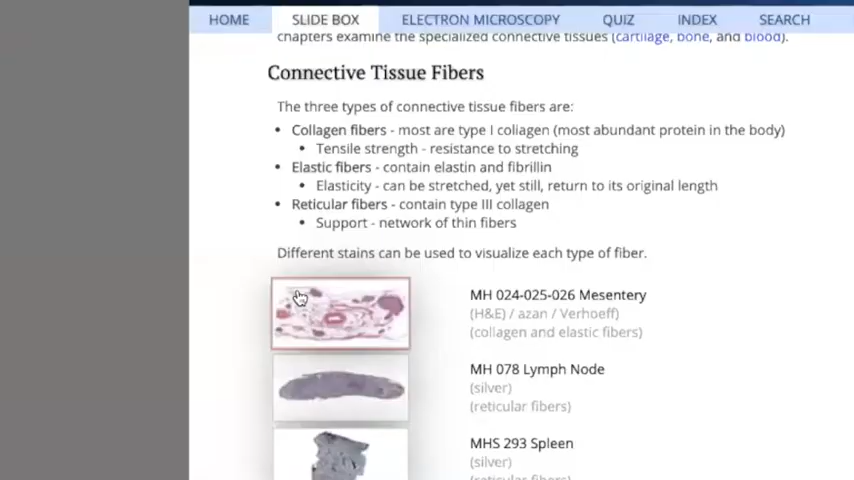 HOME SLIDE BOX ELECTRON MICROSCOPY QUIZ INDEX SEARCH
chapters examine the specialized connective tissues (cartilage, bone, and blood).
Connective Tissue Fibers
The three types of connective tissue fibers are:
• Collagen fibers - most are type I collagen (most abundant protein in the body)
• Tensile strength - resistance to stretching
• Elastic fibers - contain elastin and fibrillin
• Elasticity - can be stretched, yet still, return to its original length
• Reticular fibers - contain type III collagen
• Support - network of thin fibers
Different stains can be used to visualize each type of fiber.
MH 024-025-026 Mesentery
(H&E) / azan / Verhoeff)
(collagen and elastic fibers)
MH 078 Lymph Node
(silver)
(reticular fibers)
MHS 293 Spleen
(silver)
(reticular fibers)